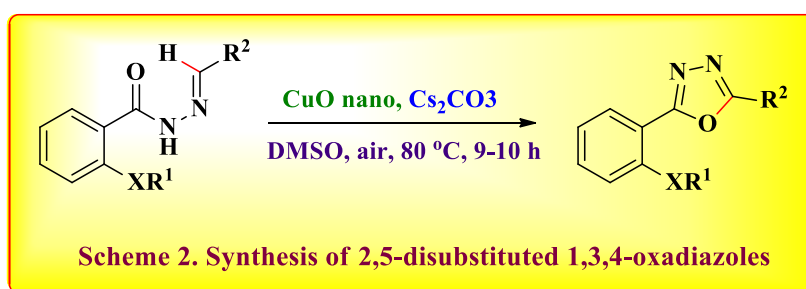 H R²
O
N
N
H
XR¹
CuO nano, Cs₂CO3
DMSO, air, 80 ºC, 9-10 h
N N
O R²
XR¹
Scheme 2. Synthesis of 2,5-disubstituted 1,3,4-oxadiazoles